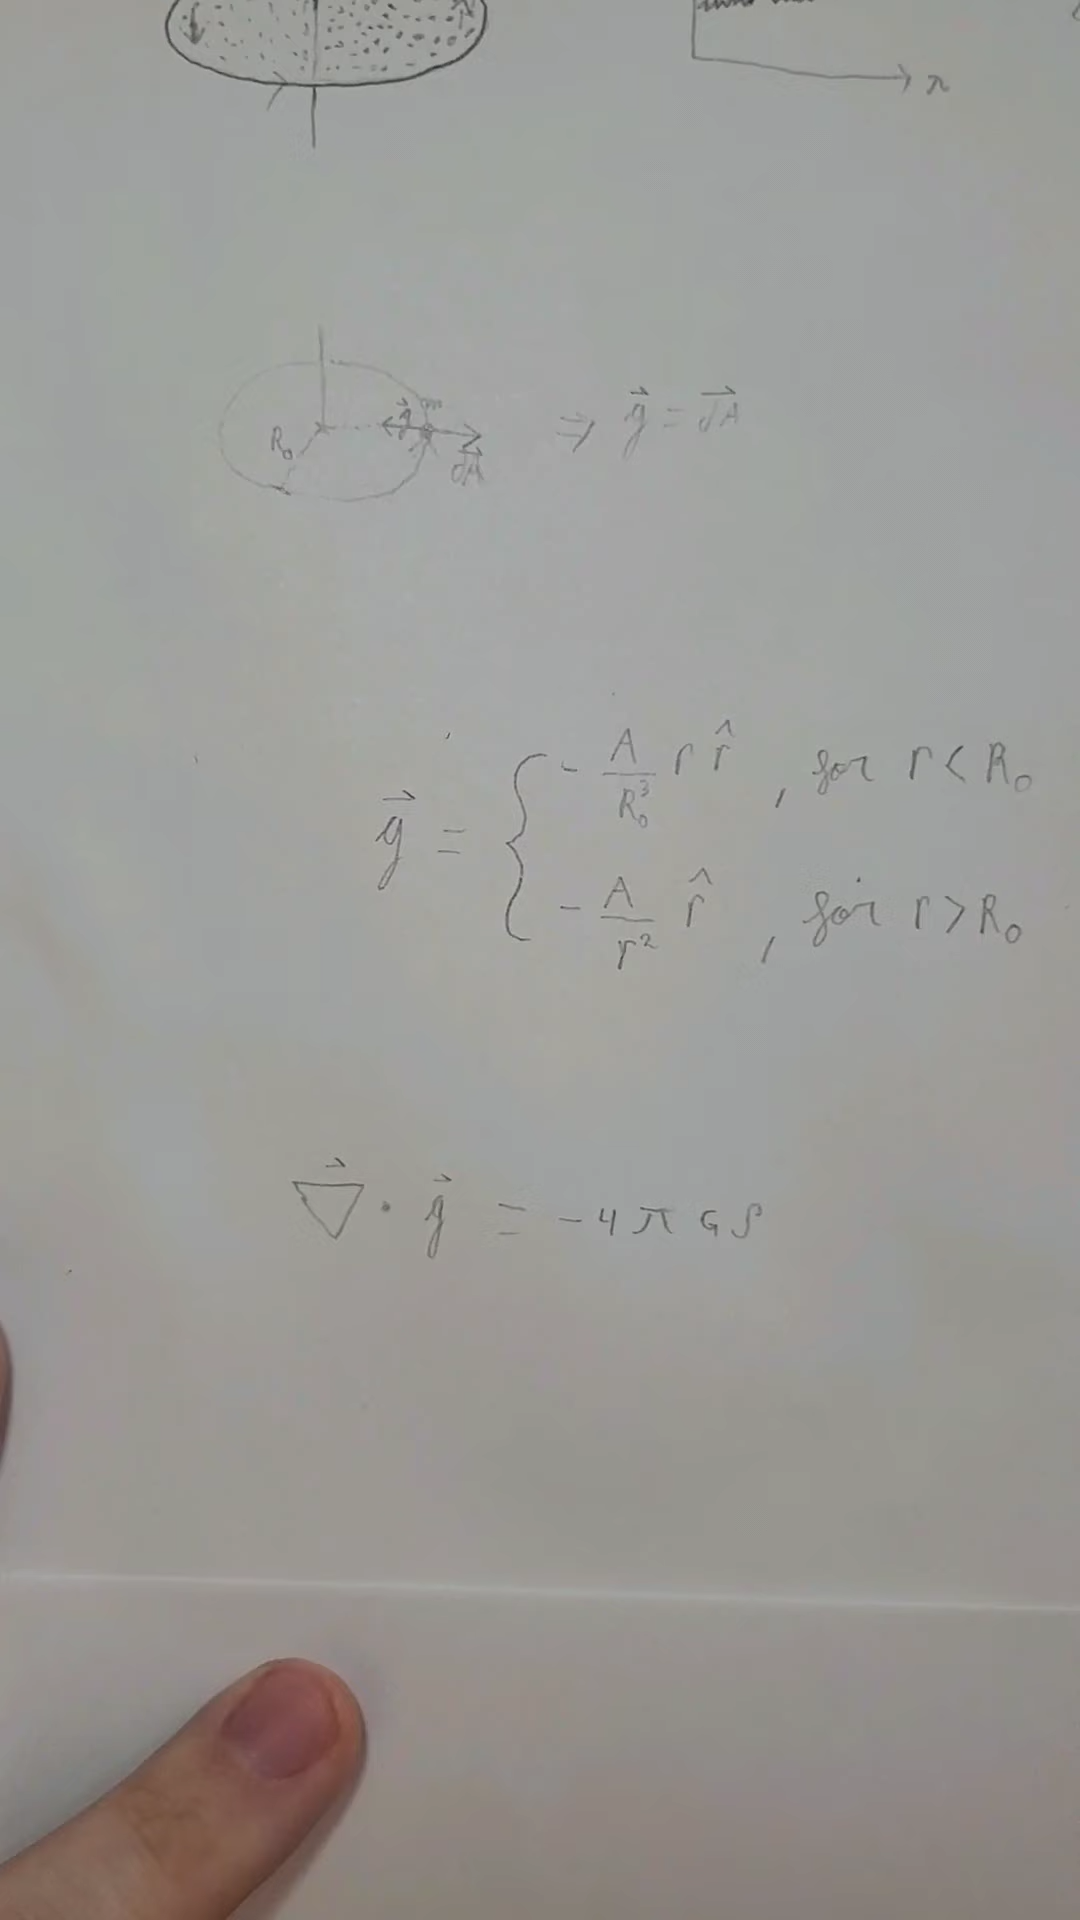 r
R₀ g⃗ m dA⃗ ⇒ g⃗ = dA⃗
g⃗ = { - A/R₀³ r r̂ , for r < R₀
- A/r² r̂ , for r > R₀
∇⃗ · g⃗ = -4πGρ